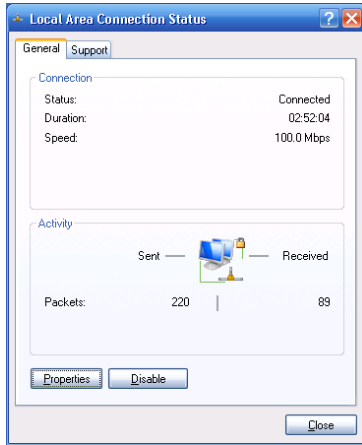 Local Area Connection Status
General Support
Connection
Status: Connected
Duration: 02:52:04
Speed: 100.0 Mbps
Activity
Sent Received
Packets: 220 89
Properties Disable
Close